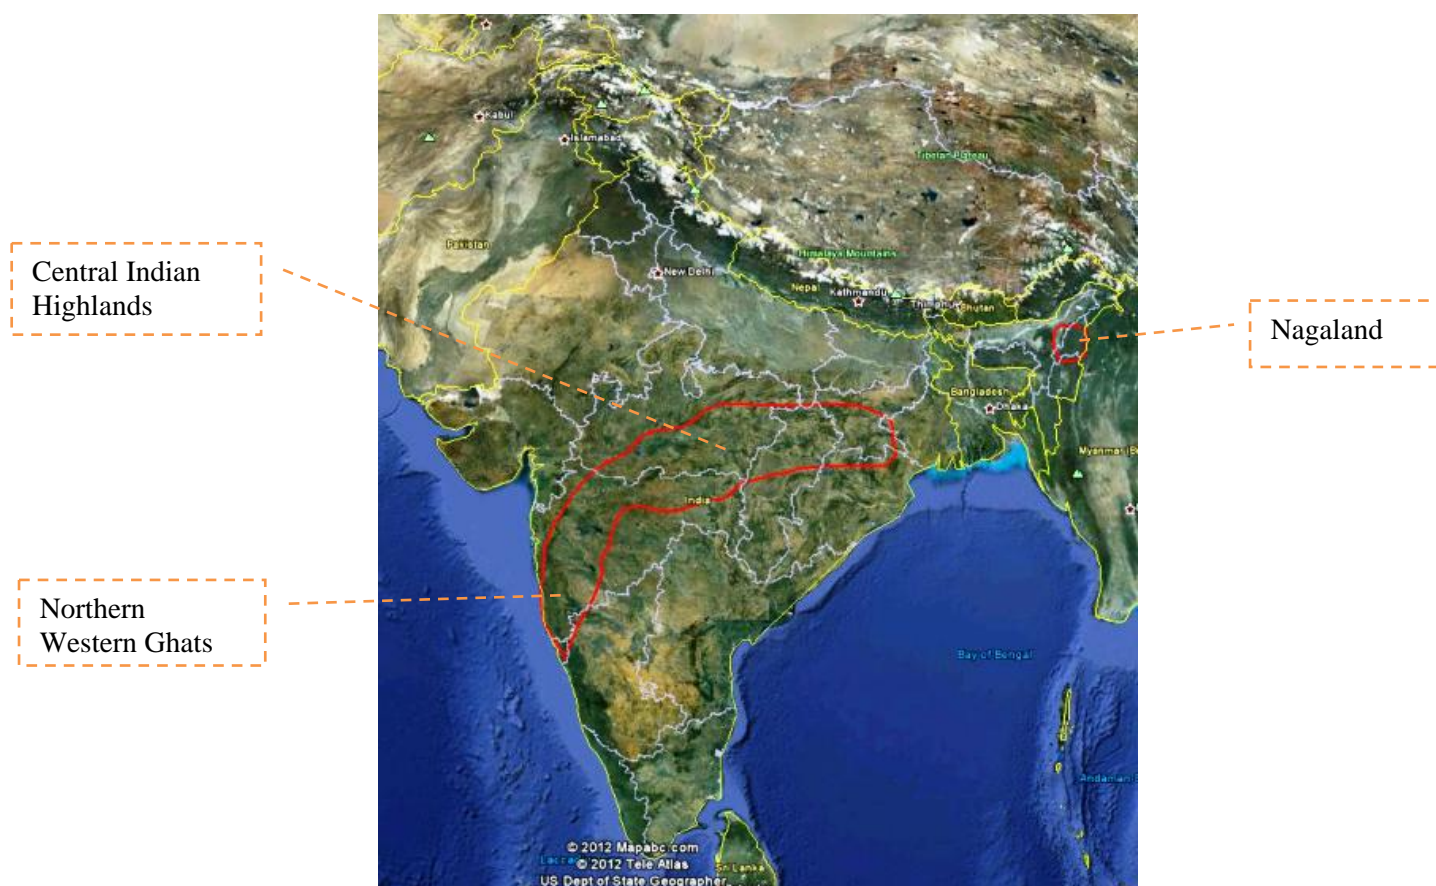 Kabul
Islamabad
Tibetan Plateau
Pakistan
Central Indian
Highlands
New Delhi
Himalaya Mountains
Nepal
Kathmandu
Thimphu
Bhutan
Nagaland
Bangladesh
Dhaka
Myanmar (B
India
Northern
Western Ghats
Bay of Bengal
Andaman
© 2012 Mapabc.com
© 2012 Tele Atlas
Sri Lanka
US Dept of State Geographer